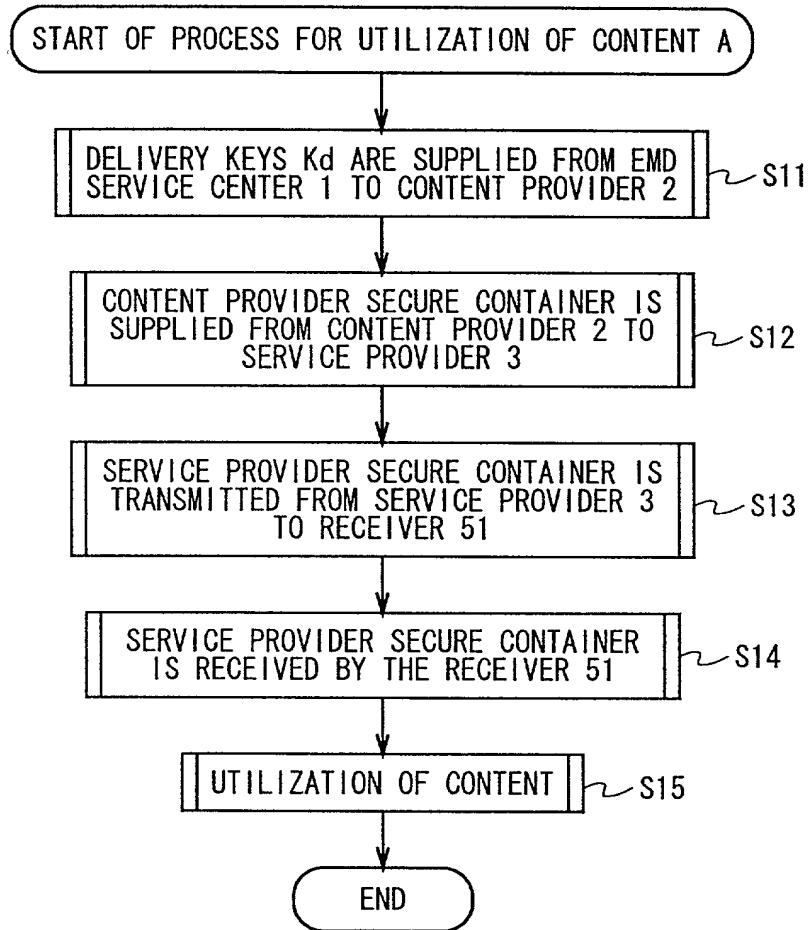 START OF PROCESS FOR UTILIZATION OF CONTENT A
DELIVERY KEYS Kd ARE SUPPLIED FROM EMD
SERVICE CENTER 1 TO CONTENT PROVIDER 2
S11
CONTENT PROVIDER SECURE CONTAINER IS
SUPPLIED FROM CONTENT PROVIDER 2 TO
SERVICE PROVIDER 3
S12
SERVICE PROVIDER SECURE CONTAINER IS
TRANSMITTED FROM SERVICE PROVIDER 3
TO RECEIVER 51
S13
SERVICE PROVIDER SECURE CONTAINER
IS RECEIVED BY THE RECEIVER 51
S14
UTILIZATION OF CONTENT
S15
END